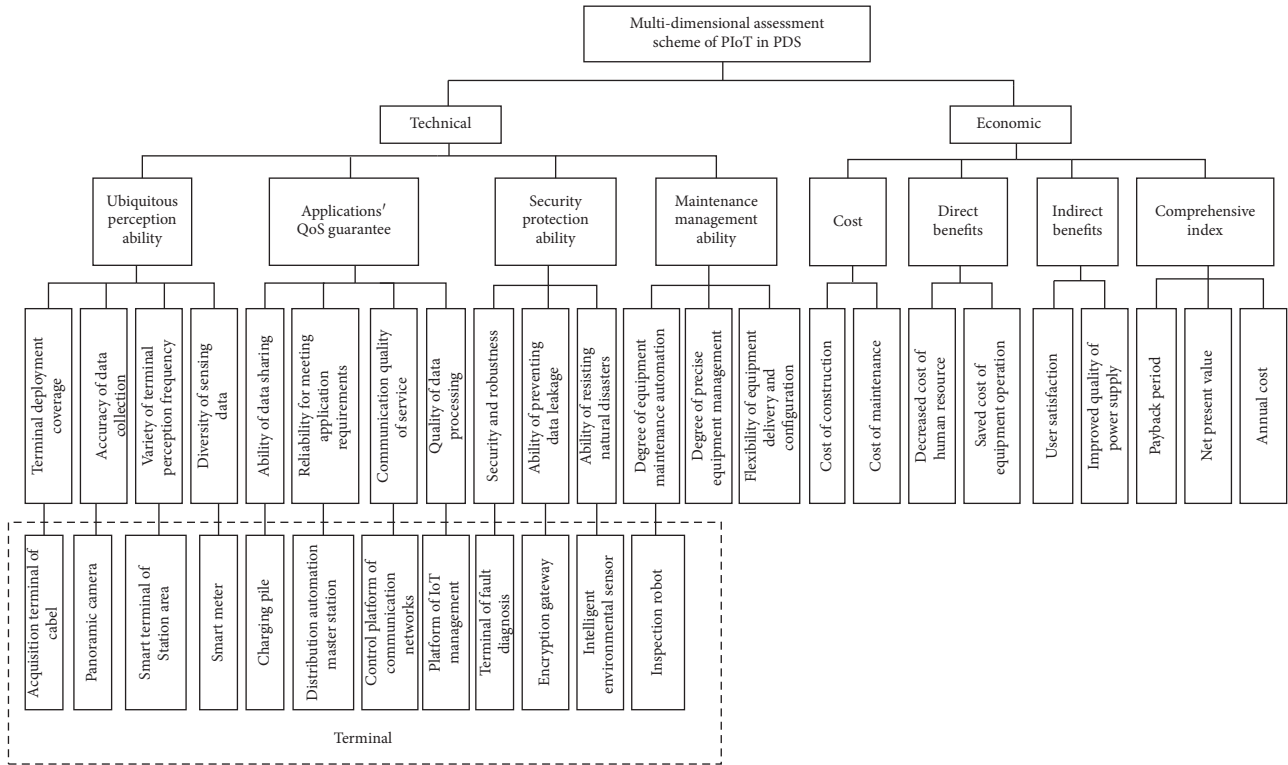 Multi-dimensional assessment
scheme of PIoT in PDS
Technical
Economic
Ubiquitous
perception
ability
Applications′
QoS guarantee
Security
protection
ability
Maintenance
management
ability
Cost
Direct
benefits
Indirect
benefits
Comprehensive
index
Terminal deployment
coverage
Accuracy of data
collection
Variety of terminal
perception frequency
Diversity of sensing
data
Ability of data sharing
Reliability for meeting
application
requirements
Communication quality
of service
Quality of data
processing
Security and robustness
Ability of preventing
data leakage
Ability of resisting
natural disasters
Degree of equipment
maintenance automation
Degree of precise
equipment management
Flexibility of equipment
delivery and
configuration
Cost of construction
Cost of maintenance
Decreased cost of
human resource
Saved cost of
equipment operation
User satisfaction
Improved quality of
power supply
Payback period
Net present value
Annual cost
Acquisition terminal of
cabel
Panoramic camera
Smart terminal of
Station area
Smart meter
Charging pile
Distribution automation
master station
Control platform of
communication
networks
Platform of IoT
management
Terminal of fault
diagnosis
Encryption gateway
Intelligent
environmental sensor
Inspection robot
Terminal